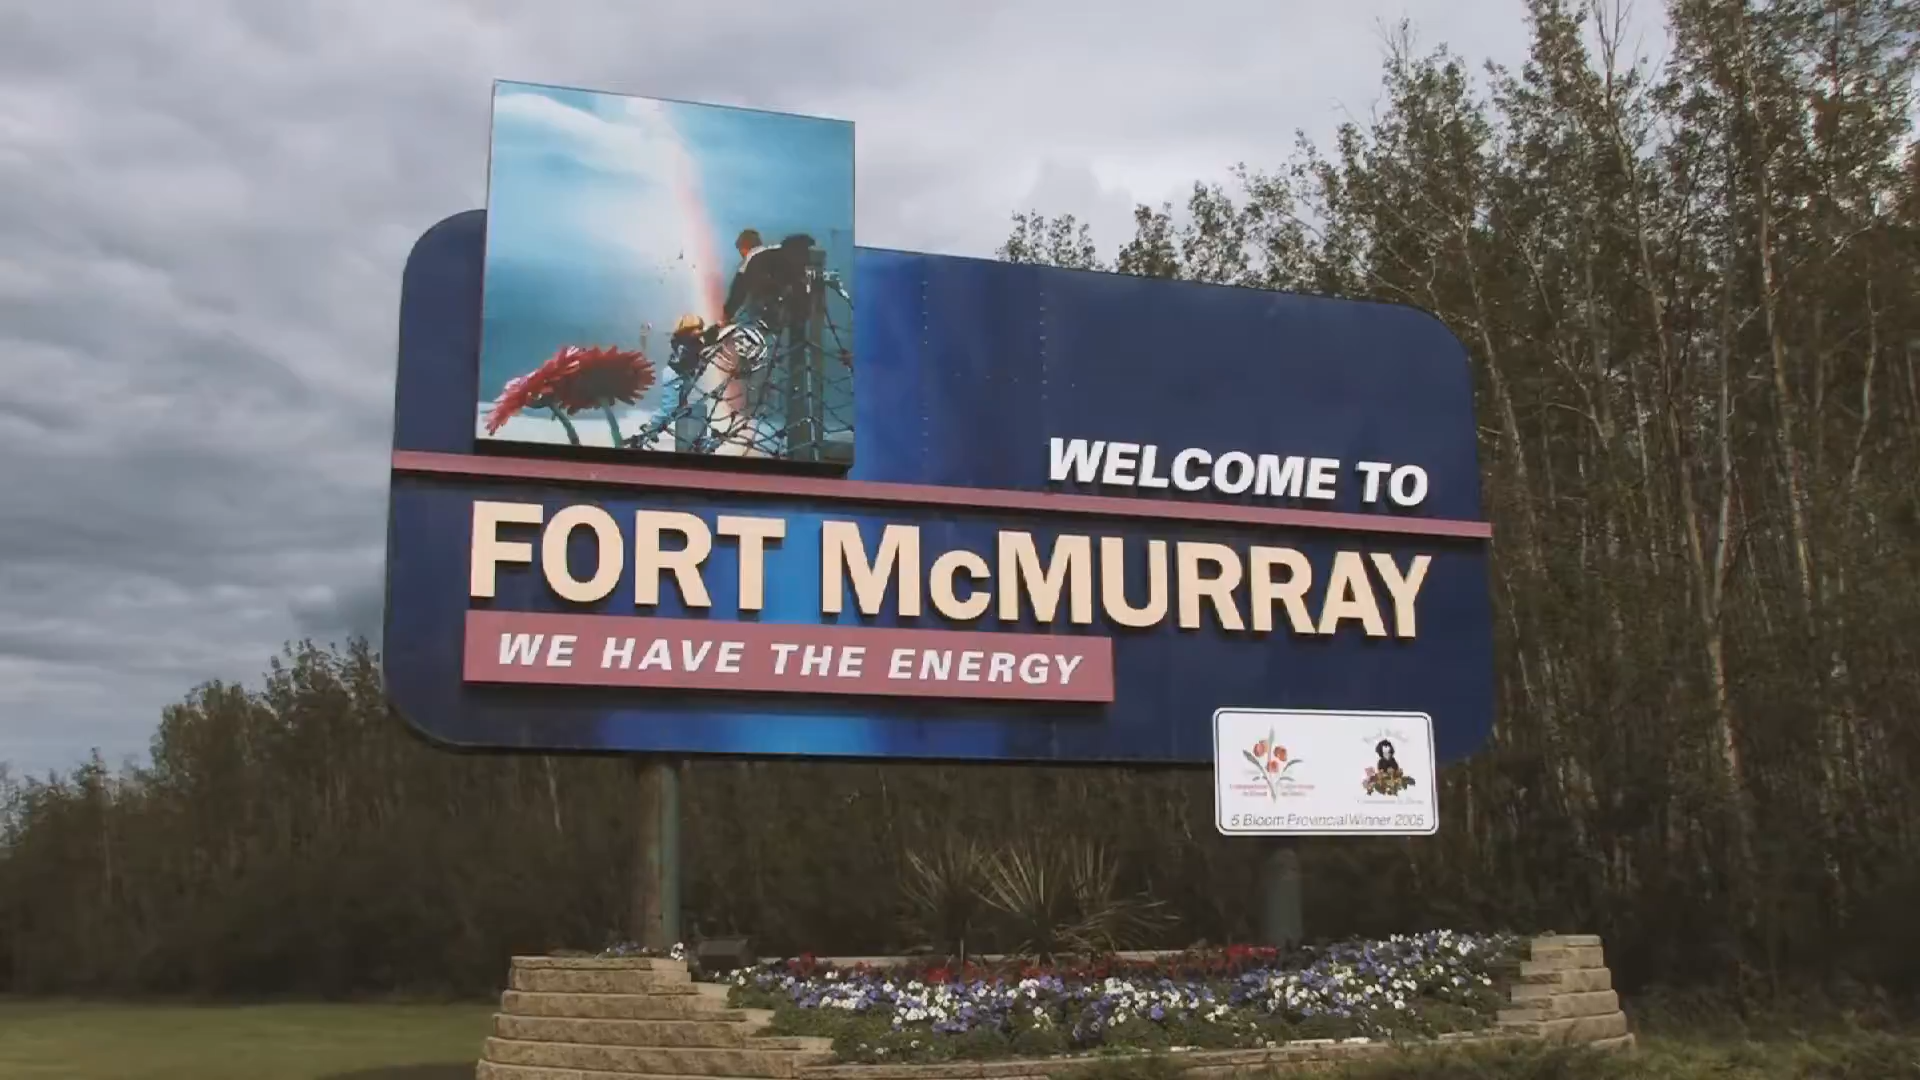 WELCOME TO
FORT McMURRAY
WE HAVE THE ENERGY
5 Bloom Provincial Winner 2005